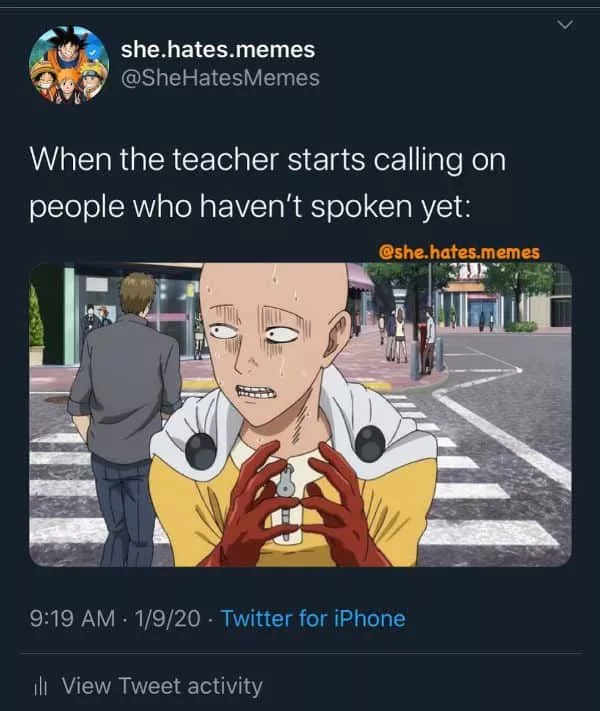 she.hates.memes
@SheHatesMemes
When the teacher starts calling on
people who haven’t spoken yet:
@she.hates.memes
9:19 AM · 1/9/20 · Twitter for iPhone
View Tweet activity